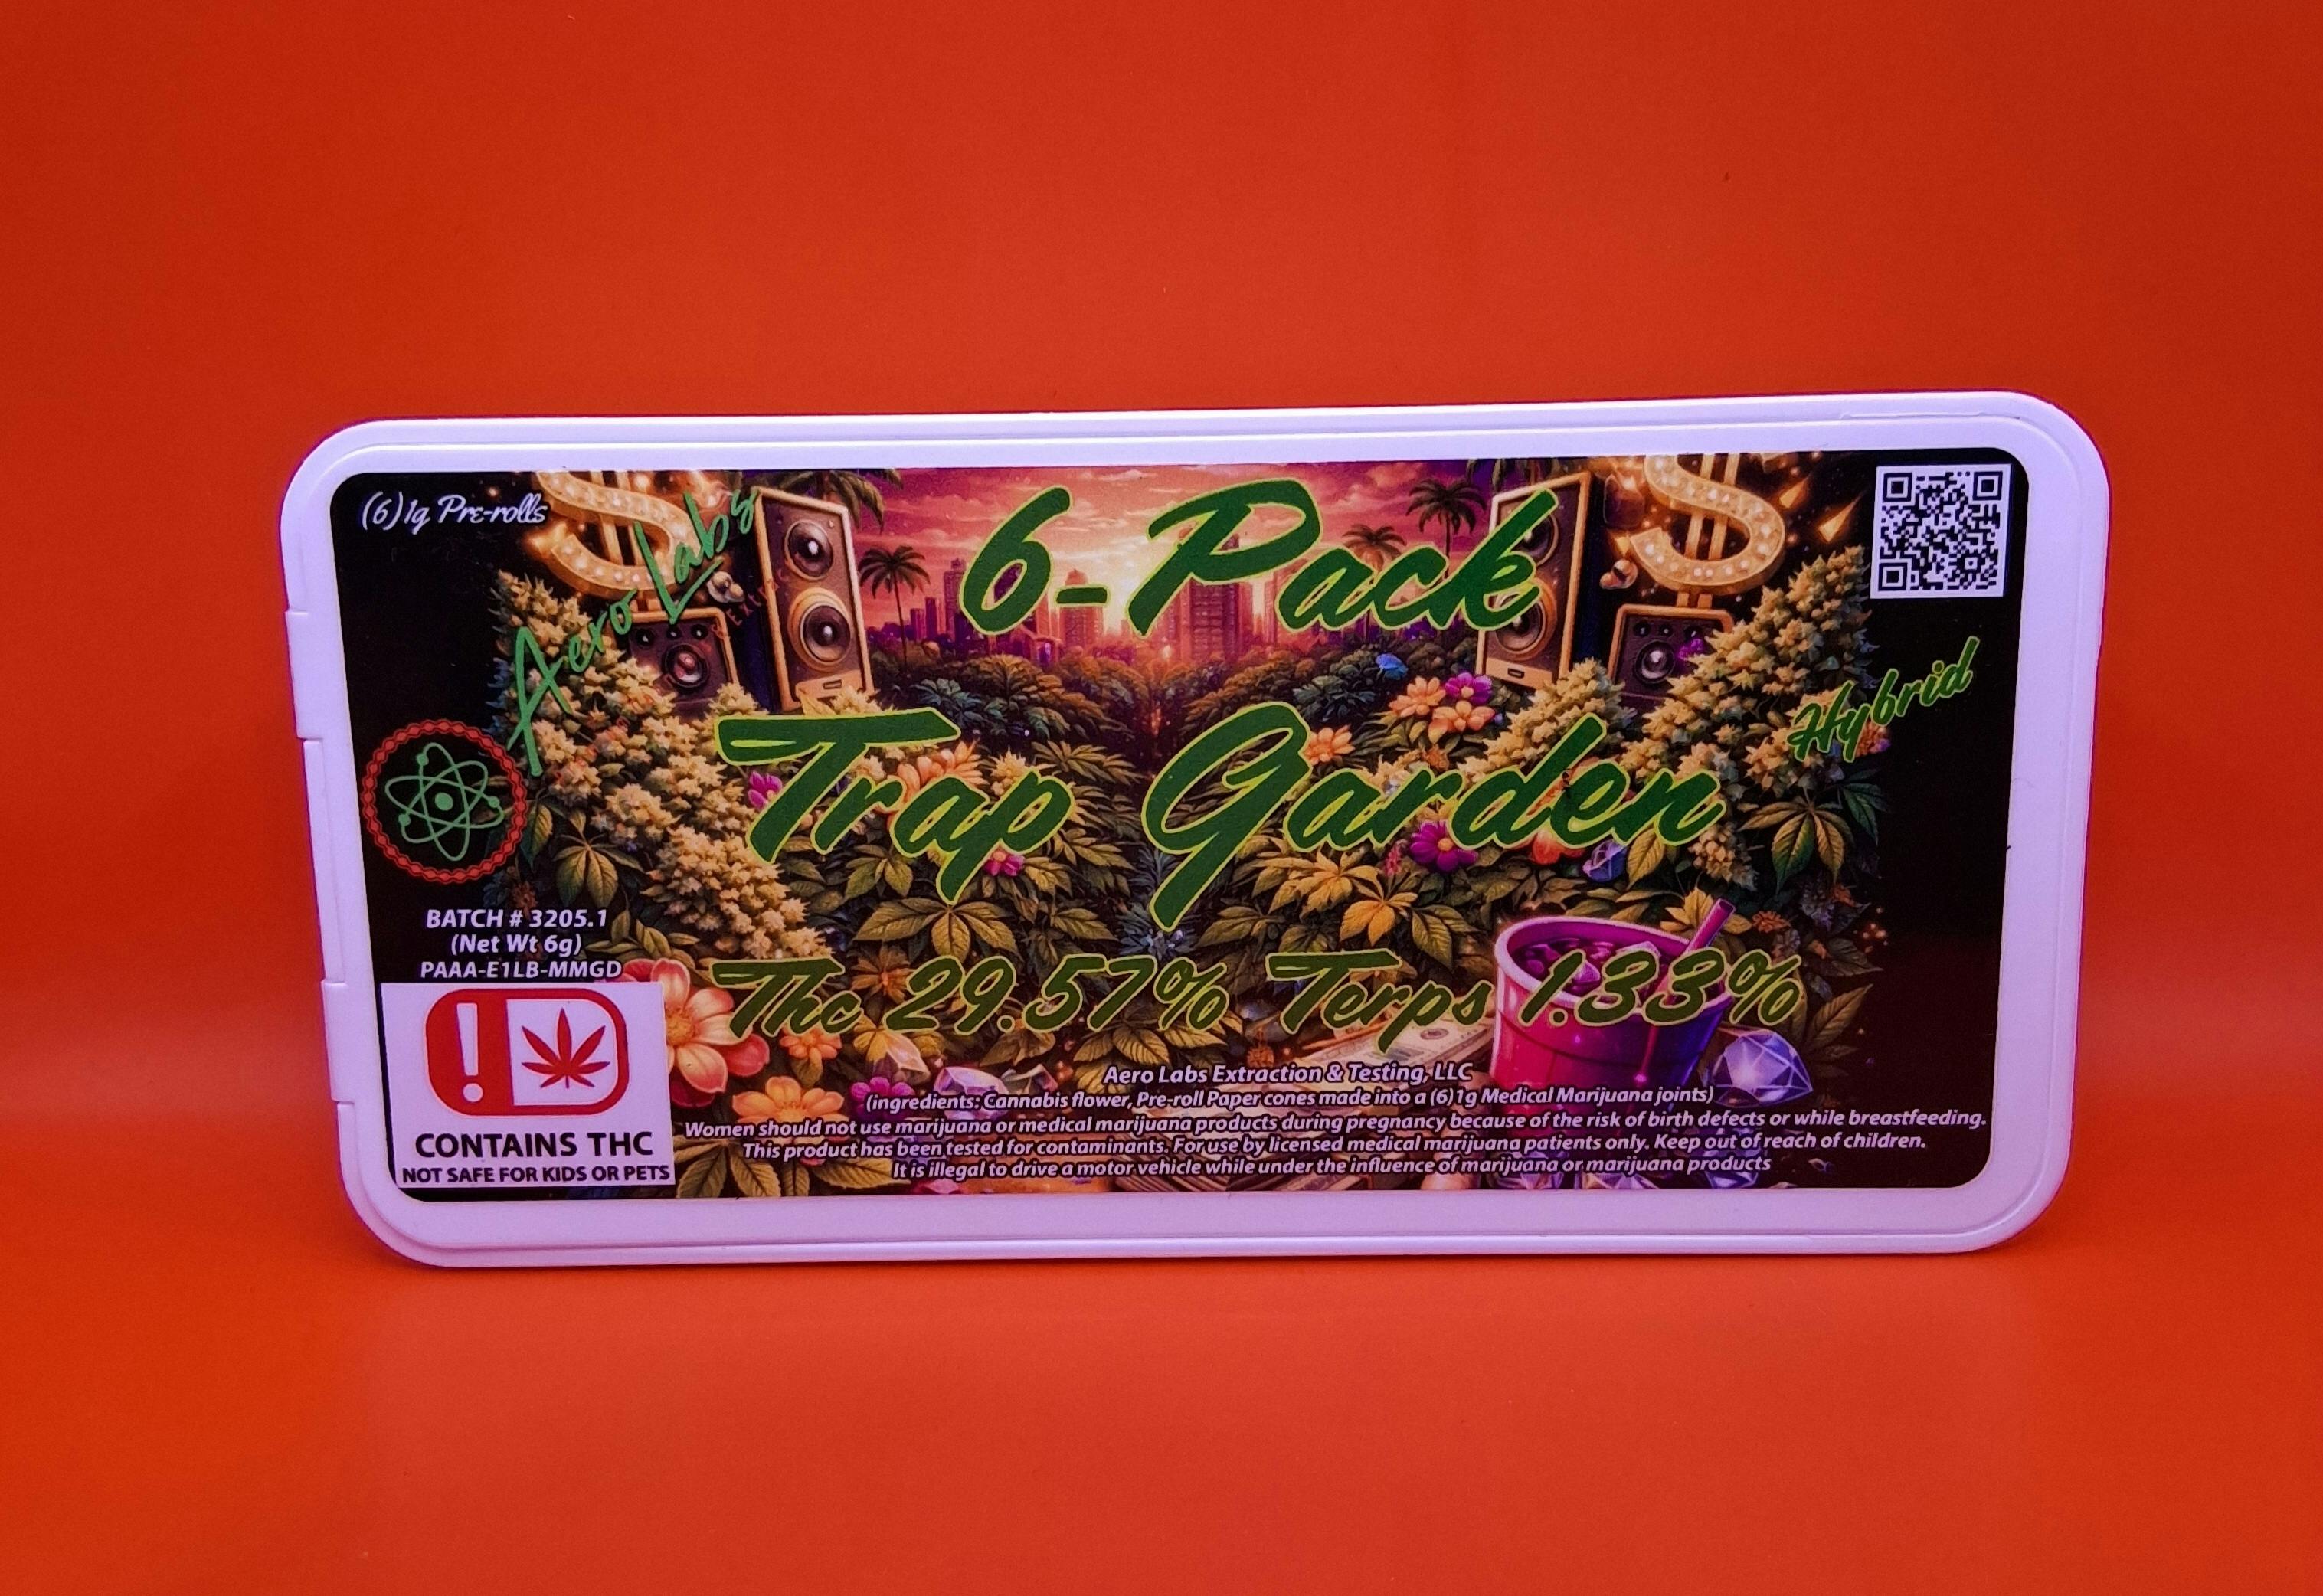 (6)1g Pre-rolls
Aero Labs
6-Pack
Trap Garden
Hybrid
Thc 29.57% Terps 1.33%
BATCH # 3205.1
(Net Wt 6g)
PAAA-E1LB-MMGD
CONTAINS THC
NOT SAFE FOR KIDS OR PETS
Aero Labs Extraction & Testing, LLC
(ingredients: Cannabis flower, Pre-roll Paper cones made into a (6)1g Medical Marijuana joints)
Women should not use marijuana or medical marijuana products during pregnancy because of the risk of birth defects or while breastfeeding.
This product has been tested for contaminants. For use by licensed medical marijuana patients only. Keep out of reach of children.
It is illegal to drive a motor vehicle while under the influence of marijuana or marijuana products